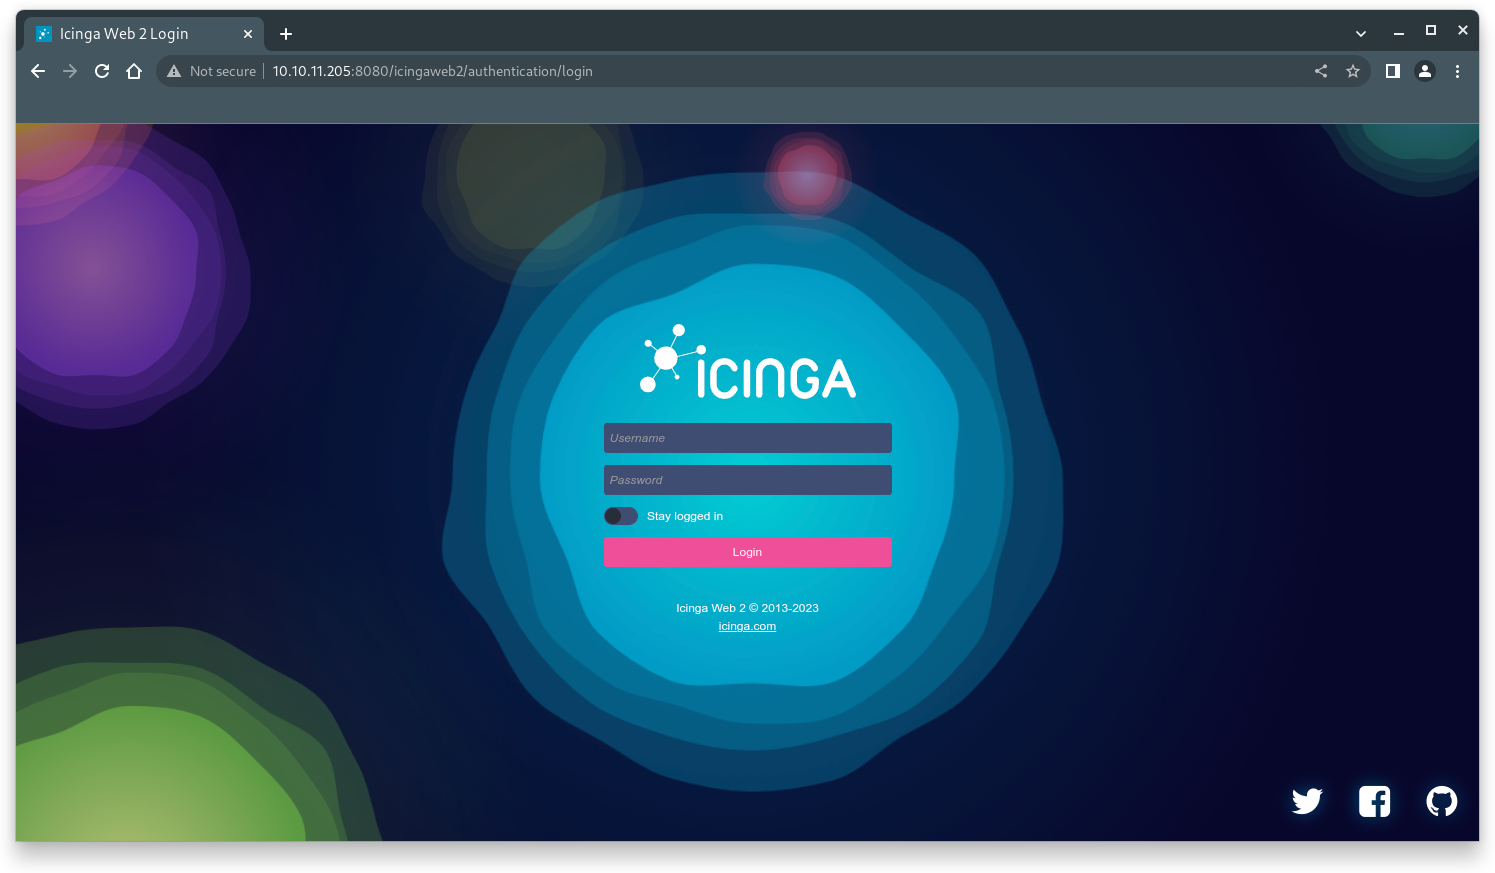 Icinga Web 2 Login
Not secure 10.10.11.205:8080/icingaweb2/authentication/login
ICINGA
Username
Password
Stay logged in
Login
Icinga Web 2 © 2013-2023
icinga.com